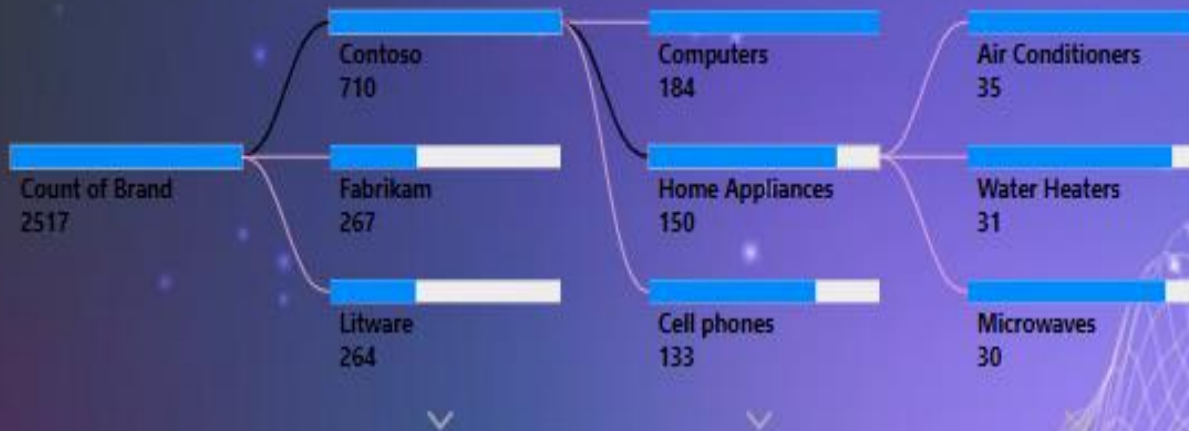 Contoso
710
Computers
184
Air Conditioners
35
Count of Brand
2517
Fabrikam
267
Home Appliances
150
Water Heaters
31
Litware
264
Cell phones
133
Microwaves
30